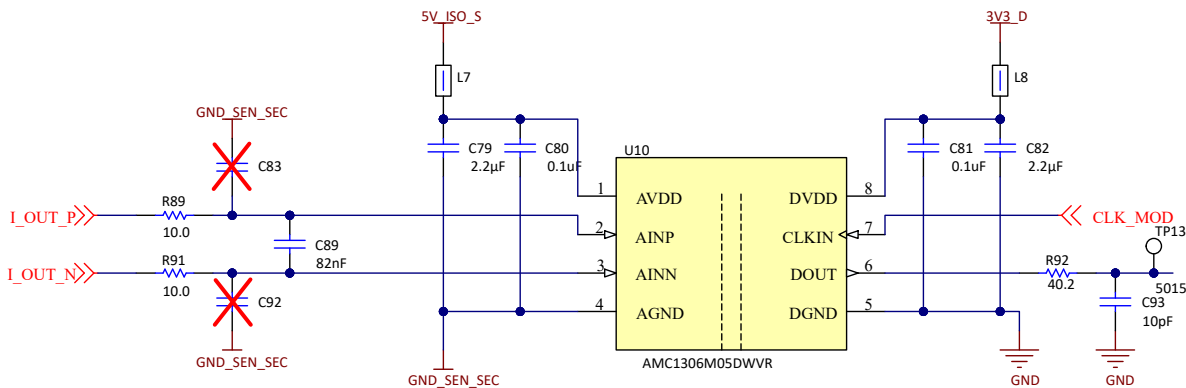 5V_ISO_S
3V3_D
L7
L8
GND_SEN_SEC
C83
C79
2.2µF
C80
0.1uF
C81
0.1uF
C82
2.2µF
U10
1
AVDD
DVDD
8
I_OUT_P
R89
10.0
2
AINP
CLKIN
7
CLK_MOD
C89
82nF
TP13
I_OUT_N
R91
10.0
3
AINN
DOUT
6
R92
40.2
5015
C92
4
AGND
DGND
5
C93
10pF
GND_SEN_SEC
GND_SEN_SEC
AMC1306M05DWVR
GND
GND